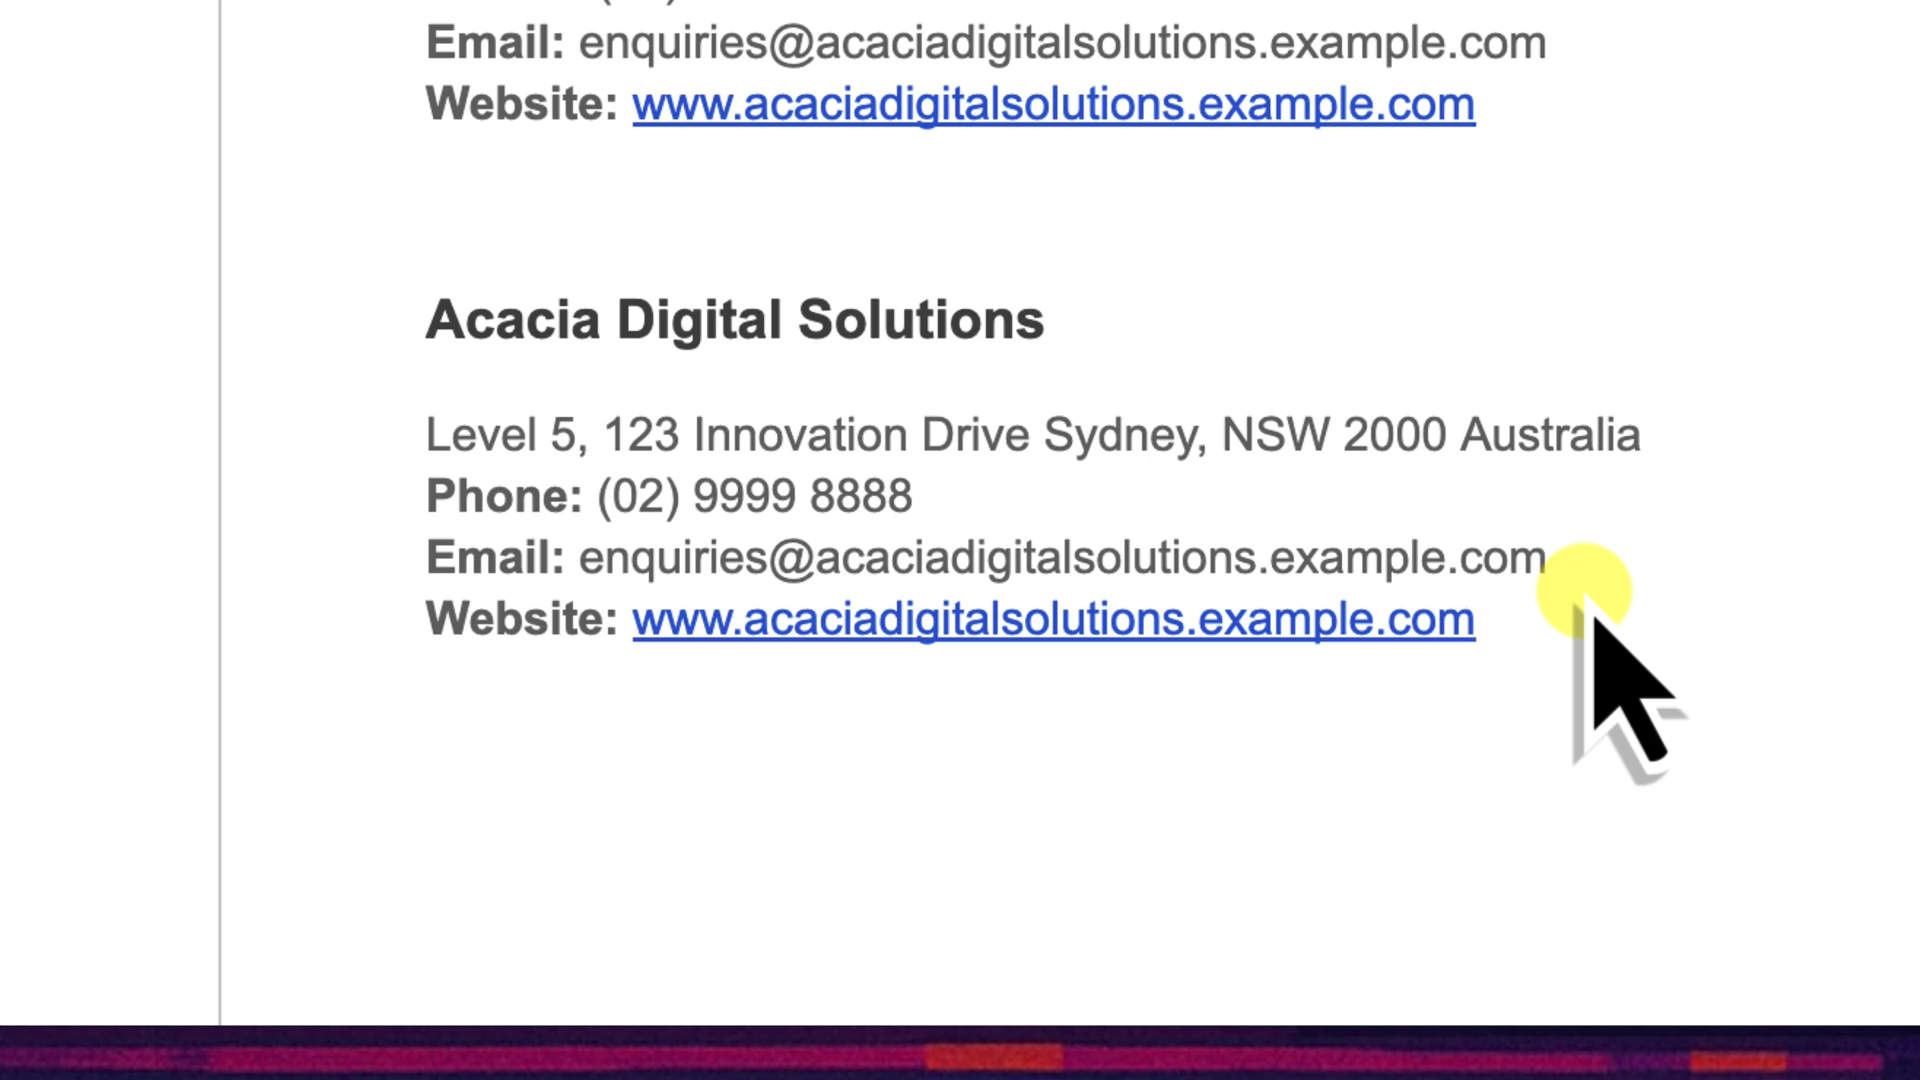 Email: enquiries@acaciadigitalsolutions.example.com
Website: www.acaciadigitalsolutions.example.com
Acacia Digital Solutions
Level 5, 123 Innovation Drive Sydney, NSW 2000 Australia
Phone: (02) 9999 8888
Email: enquiries@acaciadigitalsolutions.example.com
Website: www.acaciadigitalsolutions.example.com